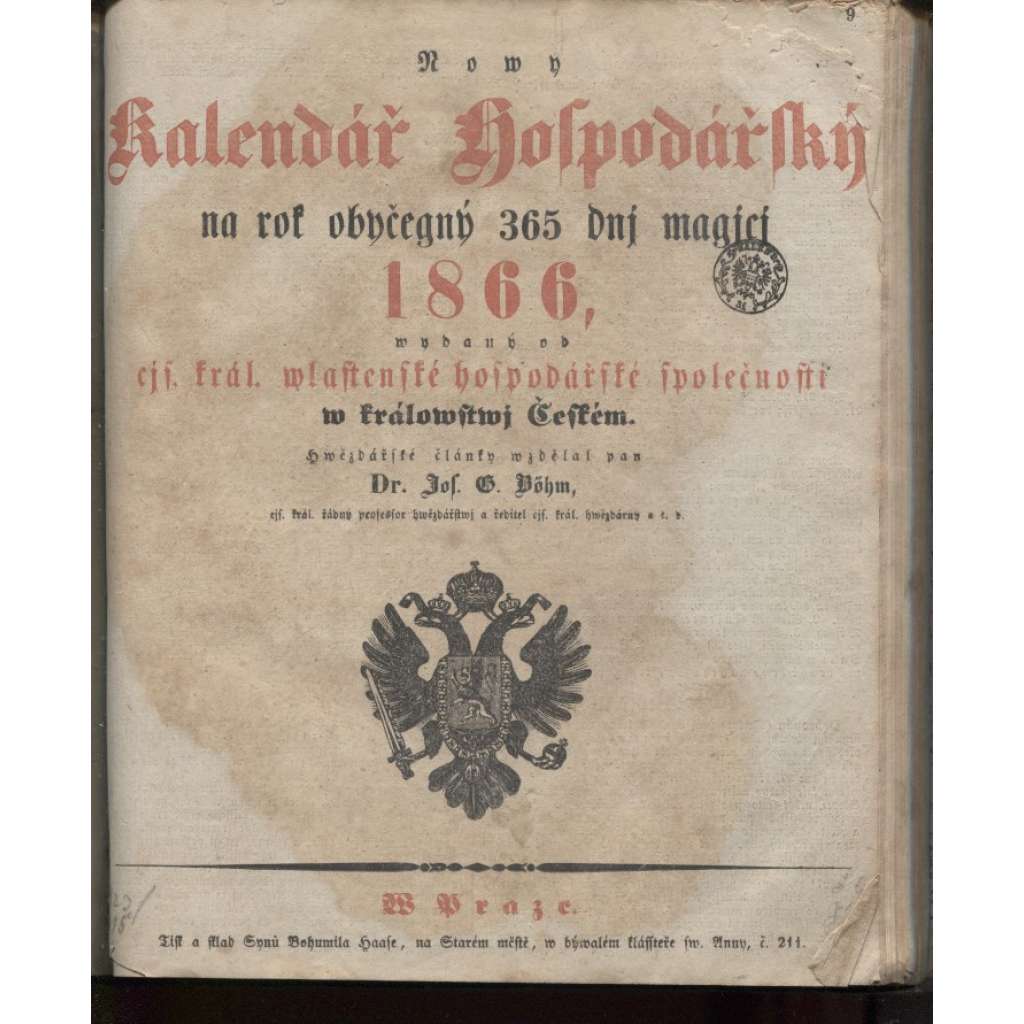 9
Nowy
Kalendář Hospodářský
na rok obyčegný 365 dnj magjcj
1866,
wydaný od
cjs. král. wlastenské hospodářské společnosti
w králowstwj Českém.
Hwězdářské články wzdělal pan
Dr. Jos. G. Böhm,
cjs. král. řádný professor hwězdářstwj a ředitel cjs. král. hwězdárny a t. d.
W Praze.
Tisk a sklad Synů Bohumila Haase, na Starém městě, w býwalém klášteře sw. Anny, č. 211.